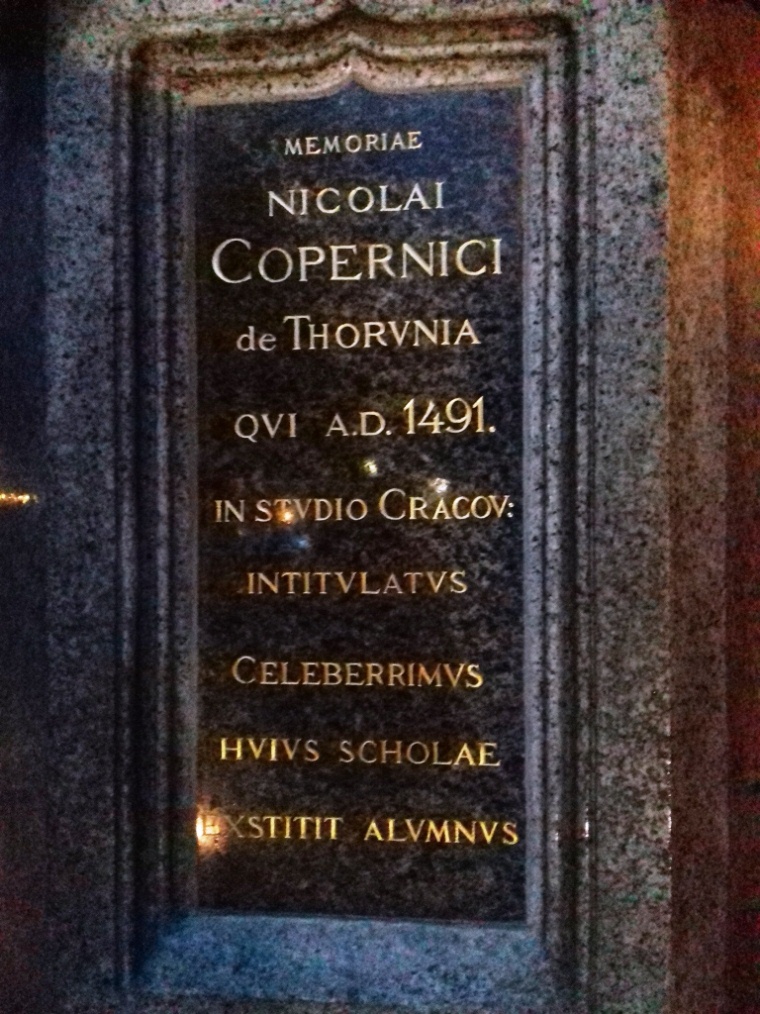 MEMORIAE
NICOLAI
COPERNICI
de THORVNIA
QVI A.D. 1491.
IN STVDIO CRACOV:
INTITVLATVS
CELEBERRIMVS
HVIVS SCHOLAE
EXSTITIT ALVMNVS